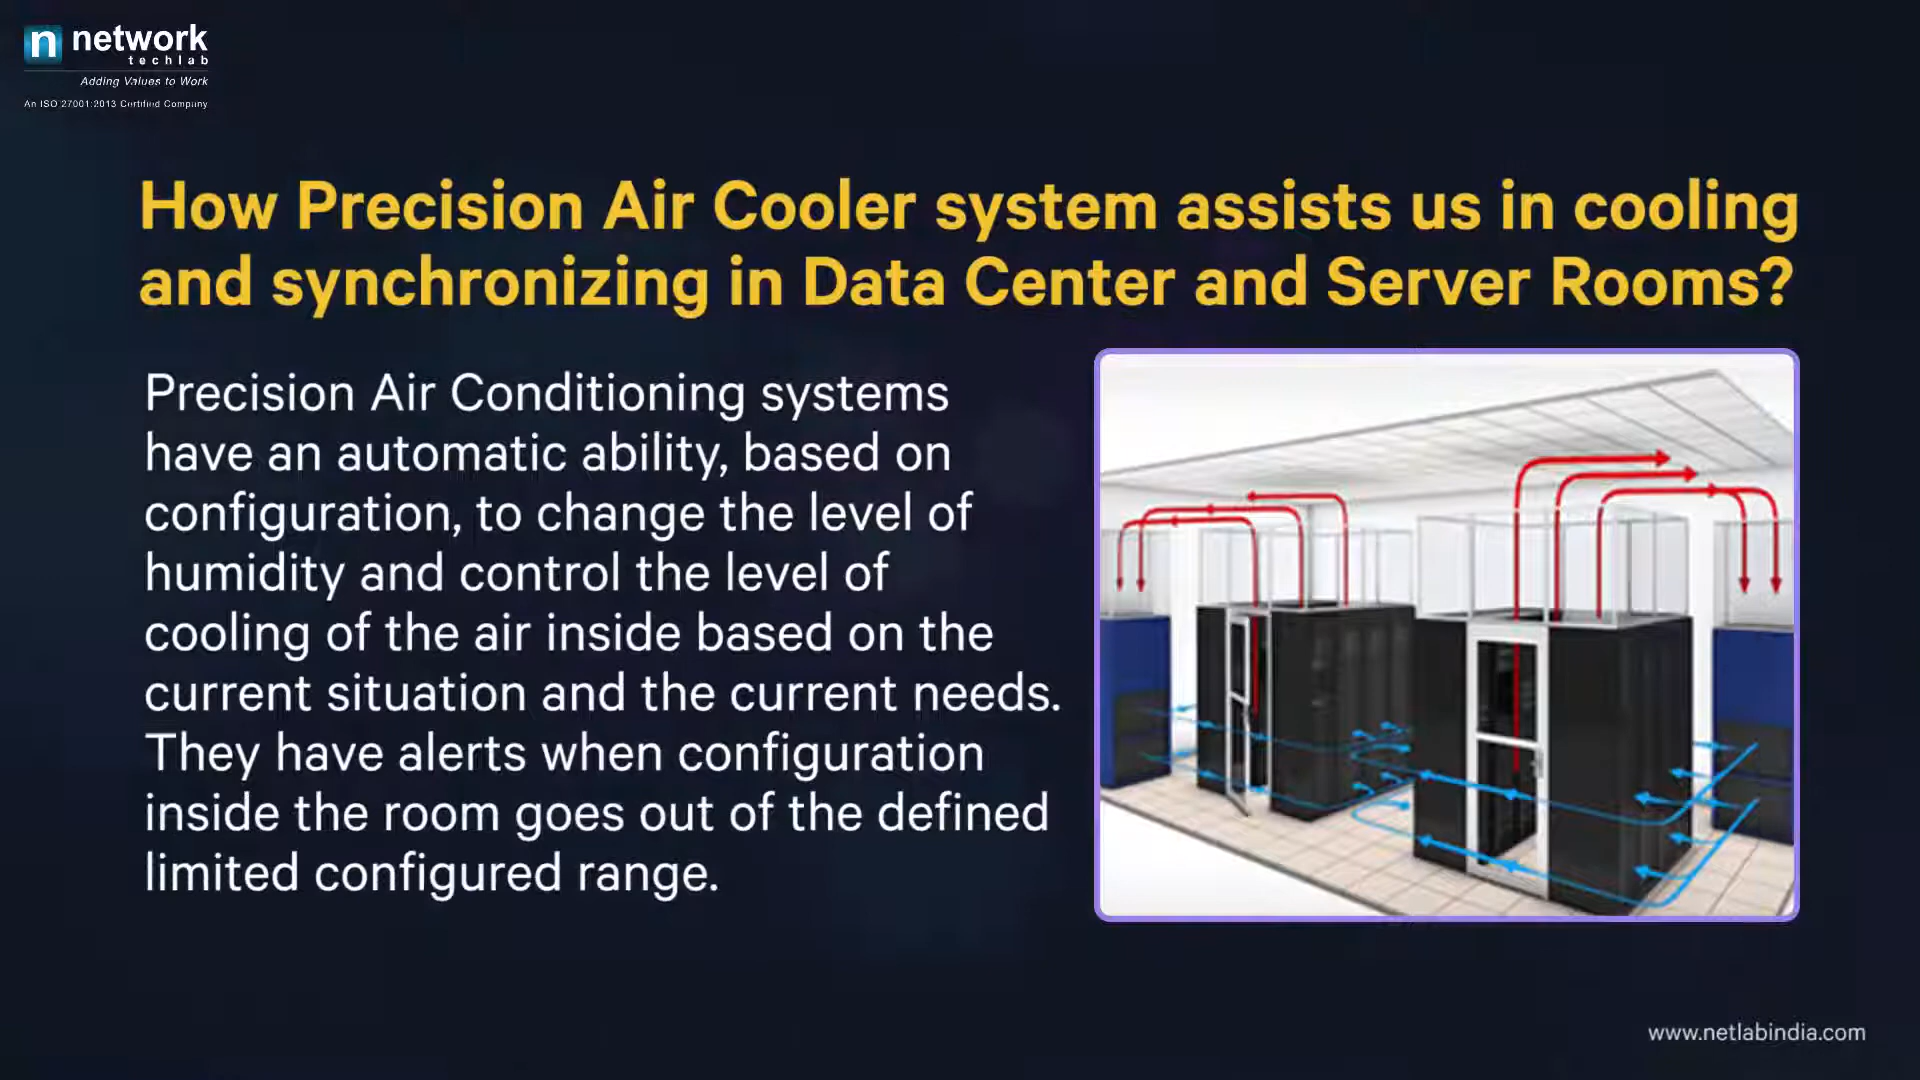 n network
techlab
Adding Values to Work
An ISO 27001:2013 Certified Company
How Precision Air Cooler system assists us in cooling
and synchronizing in Data Center and Server Rooms?
Precision Air Conditioning systems
have an automatic ability, based on
configuration, to change the level of
humidity and control the level of
cooling of the air inside based on the
current situation and the current needs.
They have alerts when configuration
inside the room goes out of the defined
limited configured range.
www.netlabindia.com